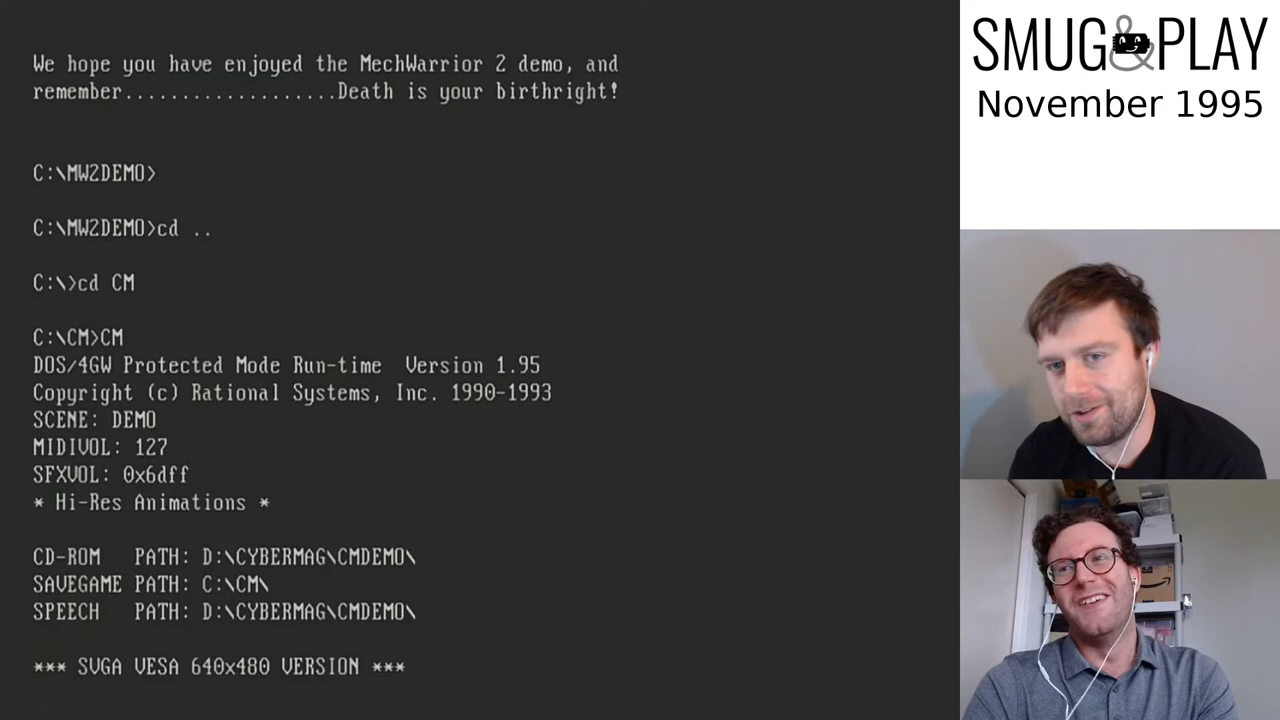 We hope you have enjoyed the MechWarrior 2 demo, and
remember...................Death is your birthright!
C:\MW2DEMO>
C:\MW2DEMO>cd ..
C:\>cd CM
C:\CM>CM
DOS/4GW Protected Mode Run-time  Version 1.95
Copyright (c) Rational Systems, Inc. 1990-1993
SCENE: DEMO
MIDIVOL: 127
SFXVOL: 0x6dff
* Hi-Res Animations *
CD-ROM   PATH: D:\CYBERMAG\CMDEMO\
SAVEGAME PATH: C:\CM\
SPEECH   PATH: D:\CYBERMAG\CMDEMO\
*** SVGA VESA 640x480 VERSION ***
SMUG&PLAY
November 1995